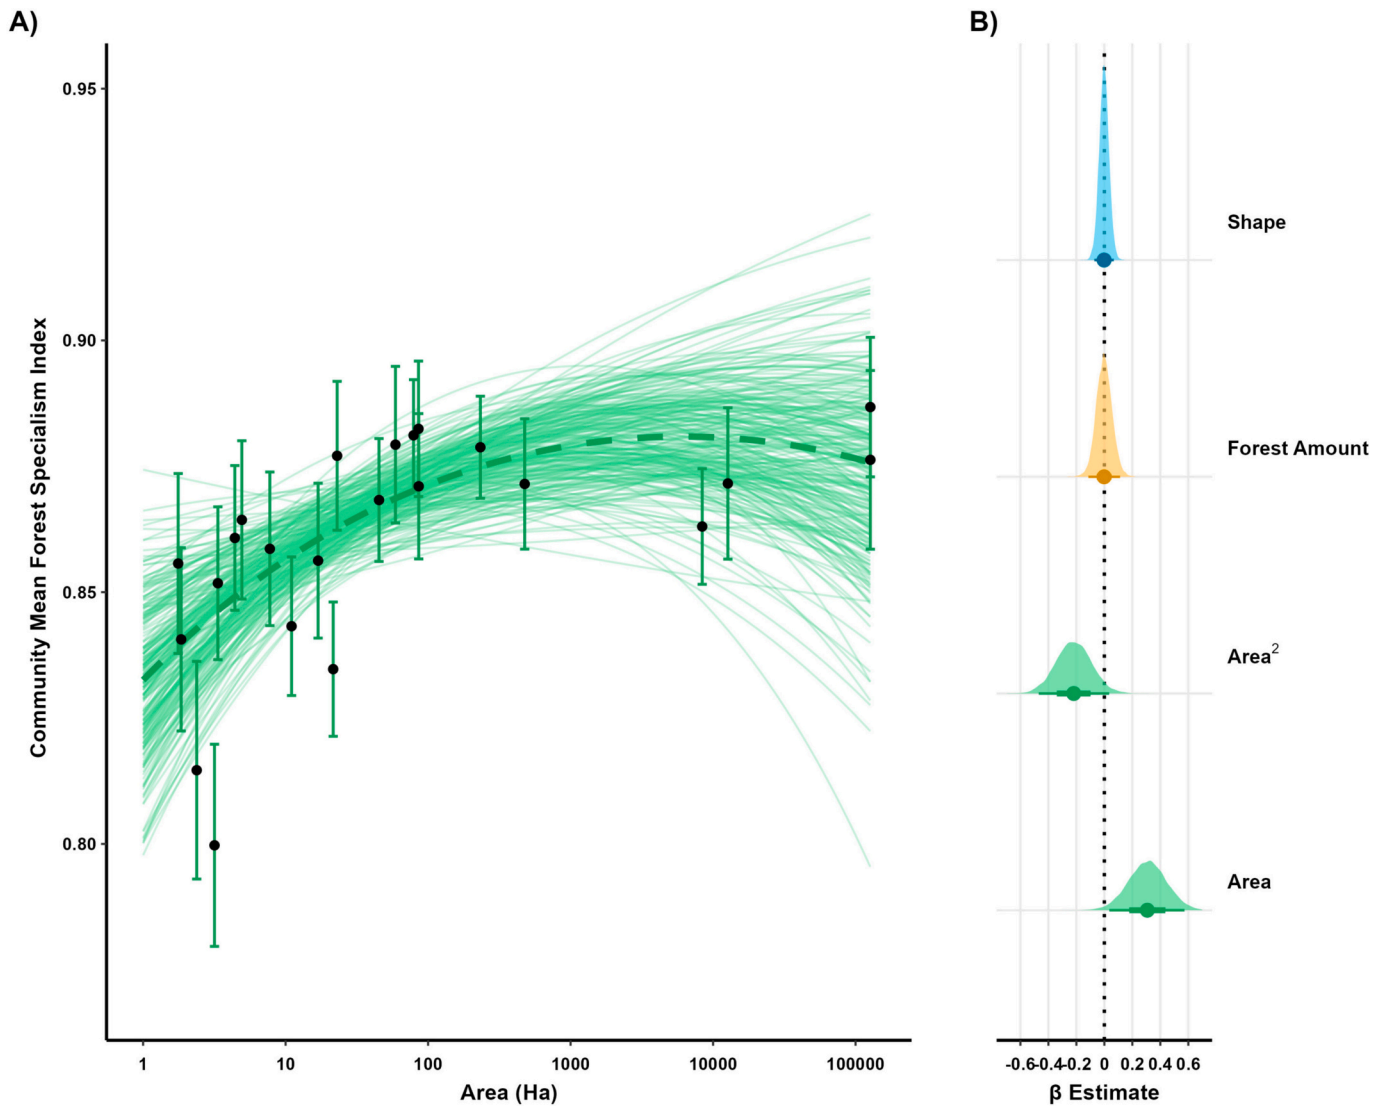 A)
B)
0.95
0.90
0.85
0.80
Community Mean Forest Specialism Index
1 10 100 1000 10000 100000
Area (Ha)
Shape
Forest Amount
Area²
Area
-0.6 -0.4 -0.2 0 0.2 0.4 0.6
β Estimate